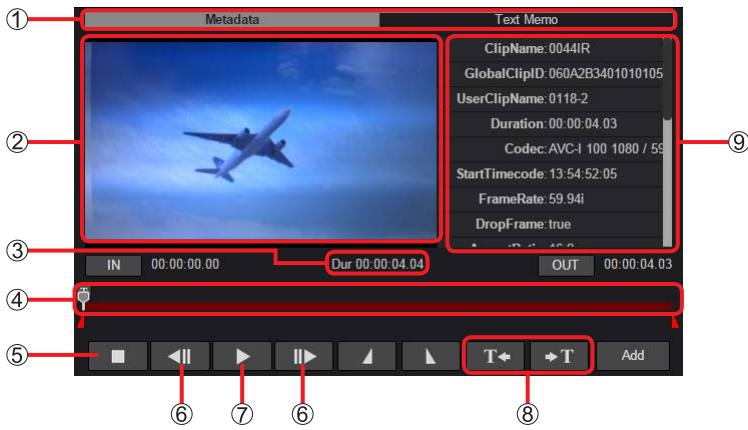 ① Metadata Text Memo
② ClipName: 0044IR
GlobalClipID: 060A2B3401010105
UserClipName: 0118-2
Duration: 00:00:04.03
Codec: AVC-I 100 1080 / 59
StartTimecode: 13:54:52:05
FrameRate: 59.94i
DropFrame: true
⑨
③ IN 00:00:00.00 Dur 00:00:04.04 OUT 00:00:04.03
④
⑤ T T Add
⑥ ⑦ ⑥ ⑧